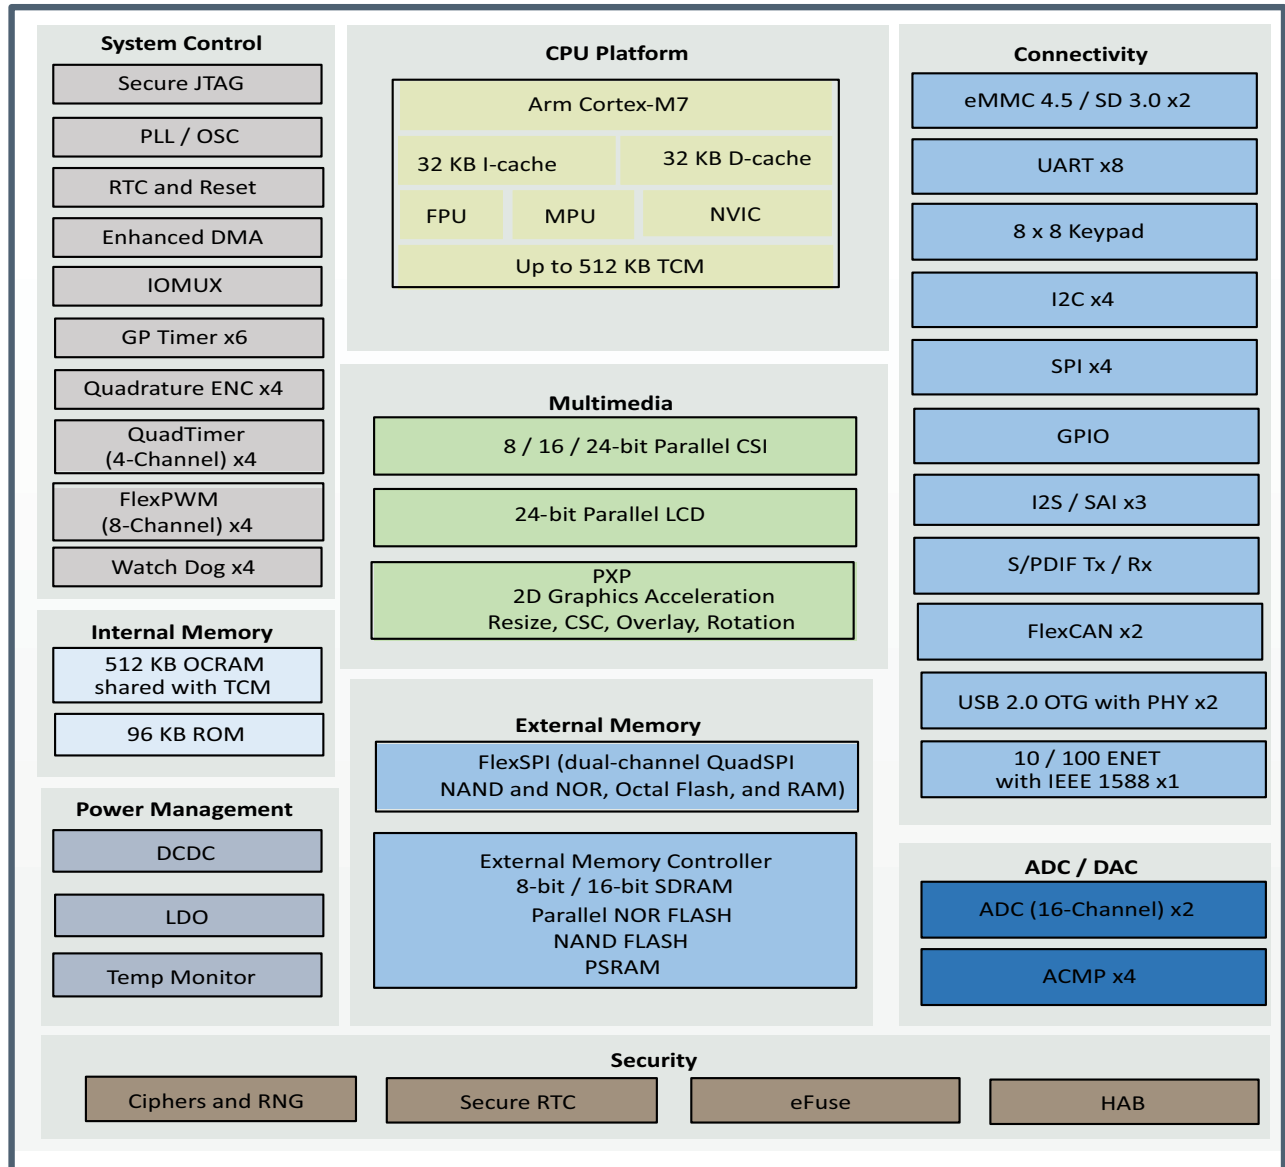 System Control
Secure JTAG
PLL / OSC
RTC and Reset
Enhanced DMA
IOMUX
GP Timer x6
Quadrature ENC x4
QuadTimer
(4-Channel) x4
FlexPWM
(8-Channel) x4
Watch Dog x4
Internal Memory
512 KB OCRAM
shared with TCM
96 KB ROM
Power Management
DCDC
LDO
Temp Monitor
CPU Platform
Arm Cortex-M7
32 KB I-cache
32 KB D-cache
FPU
MPU
NVIC
Up to 512 KB TCM
Multimedia
8 / 16 / 24-bit Parallel CSI
24-bit Parallel LCD
PXP
2D Graphics Acceleration
Resize, CSC, Overlay, Rotation
External Memory
FlexSPI (dual-channel QuadSPI
NAND and NOR, Octal Flash, and RAM)
External Memory Controller
8-bit / 16-bit SDRAM
Parallel NOR FLASH
NAND FLASH
PSRAM
Connectivity
eMMC 4.5 / SD 3.0 x2
UART x8
8 x 8 Keypad
I2C x4
SPI x4
GPIO
I2S / SAI x3
S/PDIF Tx / Rx
FlexCAN x2
USB 2.0 OTG with PHY x2
10 / 100 ENET
with IEEE 1588 x1
ADC / DAC
ADC (16-Channel) x2
ACMP x4
Security
Ciphers and RNG
Secure RTC
eFuse
HAB